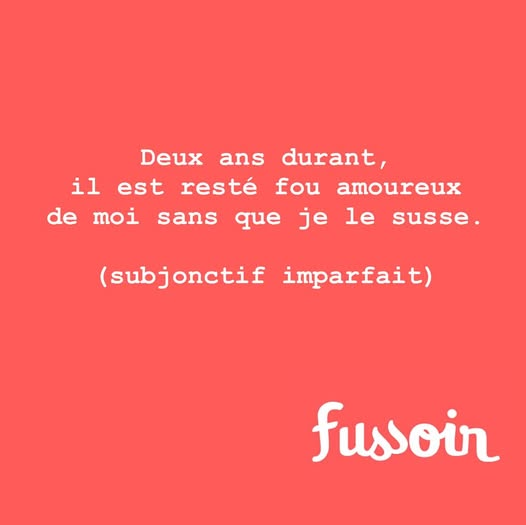 Deux ans durant,
il est resté fou amoureux
de moi sans que je le susse.
(subjonctif imparfait)
fussoir